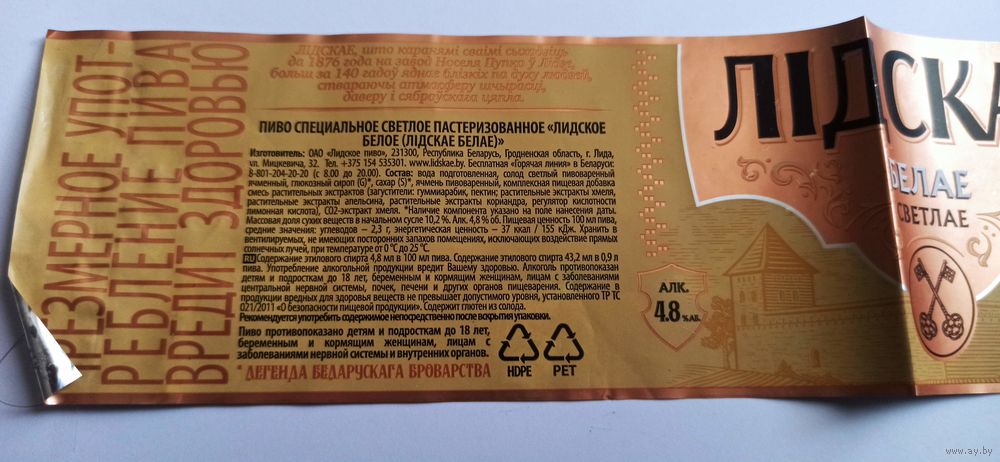 ЧРЕЗМЕРНОЕ УПОТ-
РЕБЛЕНИЕ ПИВА
ВРЕДИТ ЗДОРОВЬЮ
ЛІДСКАЕ, што каранямі сваімі сыходзіць
да 1876 года на завод Носеля Пупко ў Лідзе,
больш за 140 гадоў яднае блізкіх па духу людзей,
ствараючы атмасферу шчырасці,
даверу і сяброўскага цяпла.
ПИВО СПЕЦИАЛЬНОЕ СВЕТЛОЕ ПАСТЕРИЗОВАННОЕ «ЛИДСКОЕ
БЕЛОЕ (ЛІДСКАЕ БЕЛАЕ)»
Изготовитель: ОАО «Лидское пиво», 231300, Республика Беларусь, Гродненская область, г. Лида,
ул. Мицкевича, 32. Тел. +375 154 535301. www.lidskae.by. Бесплатная «Горячая линия» в Беларуси:
8-801-204-20-20 (с 8.00 до 20.00). Состав: вода подготовленная, солод светлый пивоваренный
ячменный, глюкозный сироп (G)*, сахар (S)*, ячмень пивоваренный, комплексная пищевая добавка
смесь растительных экстрактов (загустители: гуммиарабик, пектин; растительные экстракты хмеля,
растительные экстракты апельсина, растительные экстракты кориандра, регулятор кислотности
лимонная кислота), CO2-экстракт хмеля. *Наличие компонента указано на поле нанесения даты.
Массовая доля сухих веществ в начальном сусле 10,2 %. Алк. 4,8 % об. Пищевая ценность 100 мл пива,
средние значения: углеводов – 2,3 г, энергетическая ценность – 37 ккал / 155 кДж. Хранить в
вентилируемых, не имеющих посторонних запахов помещениях, исключающих воздействие прямых
солнечных лучей, при температуре от 0 °С до 25 °С.
RU Содержание этилового спирта 4,8 мл в 100 мл пива. Содержание этилового спирта 43,2 мл в 0,9 л
пива. Употребление алкогольной продукции вредит Вашему здоровью. Алкоголь противопоказан
детям и подросткам до 18 лет, беременным и кормящим женщинам, лицам с заболеваниями
центральной нервной системы, почек, печени и других органов пищеварения. Содержание в
продукции вредных для здоровья веществ не превышает допустимого уровня, установленного ТР ТС
021/2011 «О безопасности пищевой продукции». Содержит глютен из солода.
Рекомендуется употребить содержимое непосредственно после вскрытия упаковки.
Пиво противопоказано детям и подросткам до 18 лет,
беременным и кормящим женщинам, лицам с
заболеваниями нервной системы и внутренних органов.
HDPE PET
* ЛЕГЕНДА БЕЛАРУСКАГА БРОВАРСТВА
АЛК.
4.8% АБ.
ЛІДСКА
БЕЛАЕ
СВЕТЛАЕ
www.ay.by